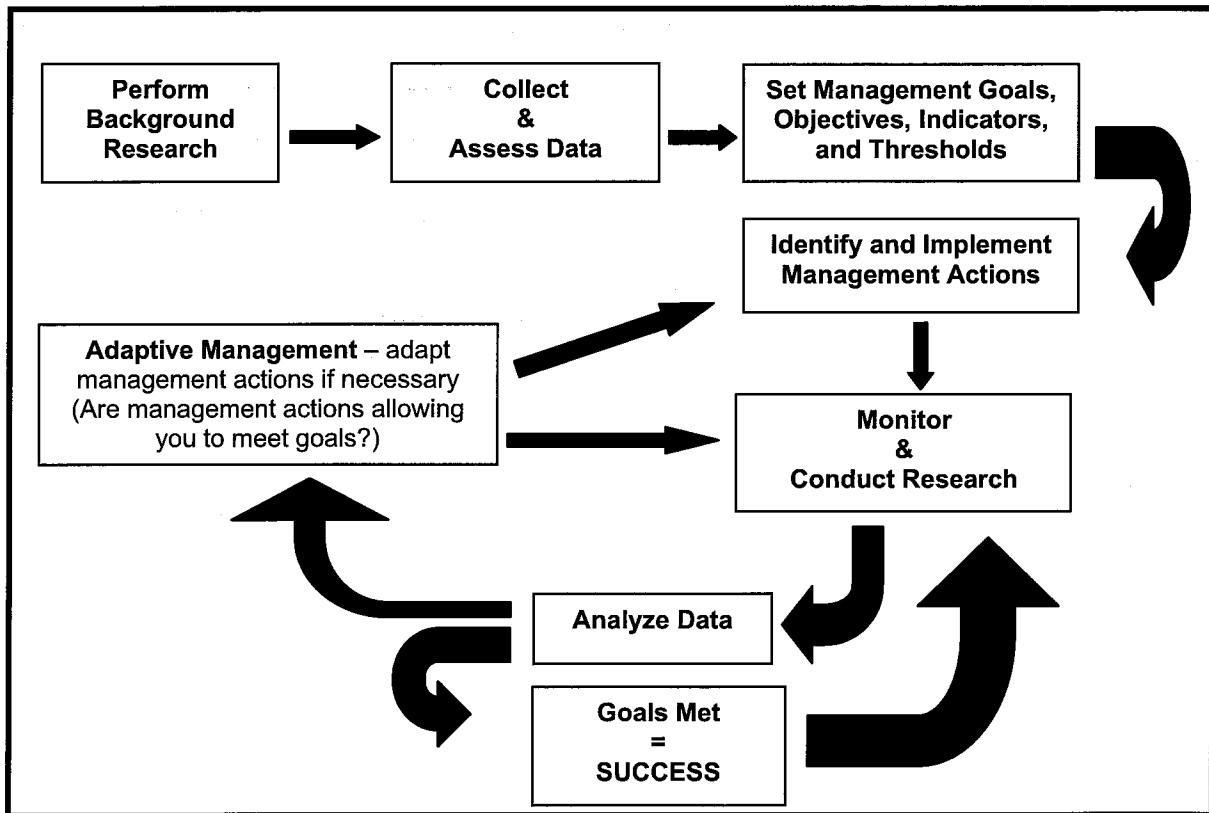 Perform
Background
Research
Collect
&
Assess Data
Set Management Goals,
Objectives, Indicators,
and Thresholds
Identify and Implement
Management Actions
Adaptive Management – adapt
management actions if necessary
(Are management actions allowing
you to meet goals?)
Monitor
&
Conduct Research
Analyze Data
Goals Met
=
SUCCESS